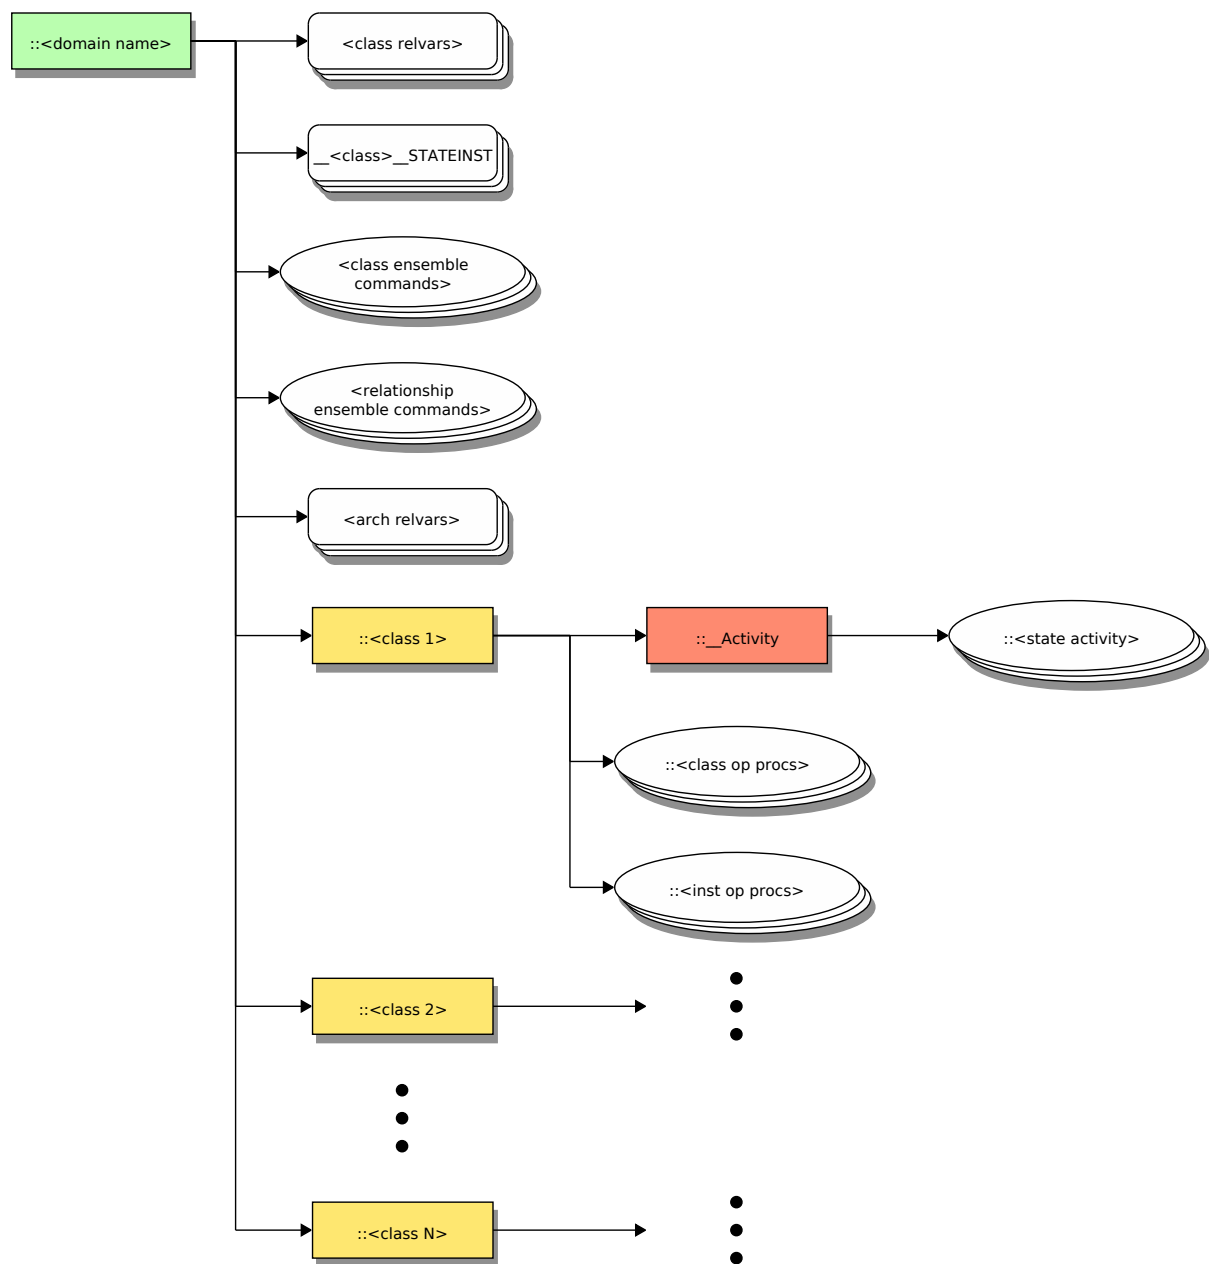 ::<domain name>
<class relvars>
__<class>__STATEINST
<class ensemble
commands>
<relationship
ensemble commands>
<arch relvars>
::<class 1>
::__Activity
::<state activity>
::<class op procs>
::<inst op procs>
::<class 2>
::<class N>